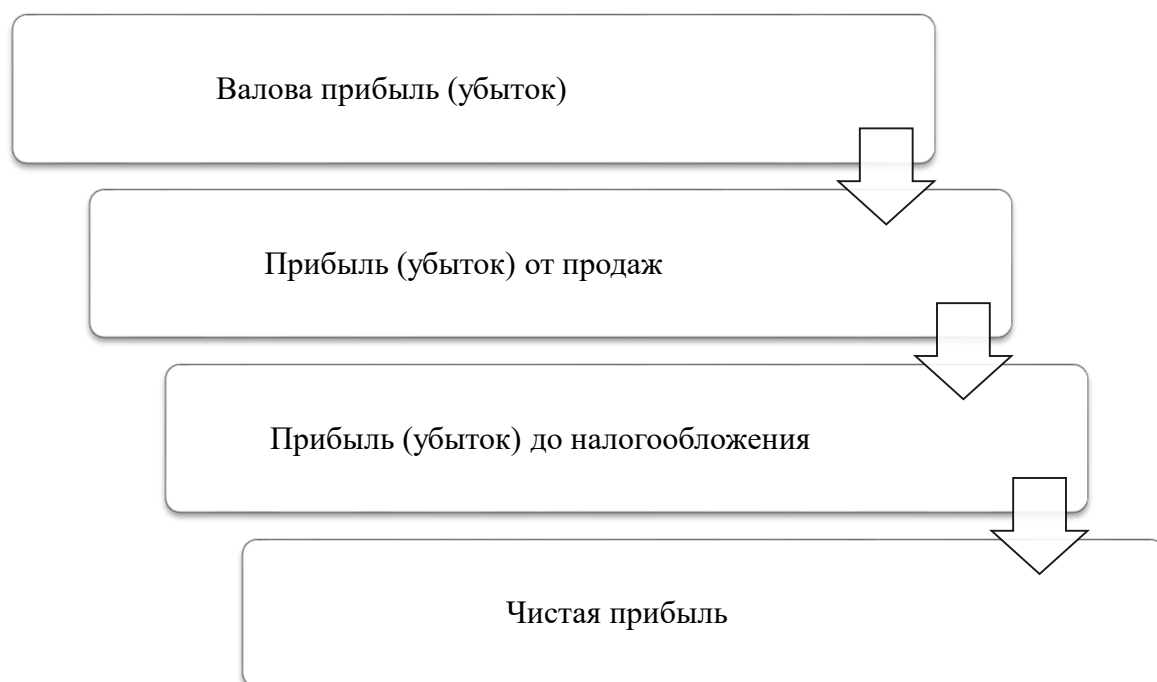 Валова прибыль (убыток)
Прибыль (убыток) от продаж
Прибыль (убыток) до налогообложения
Чистая прибыль